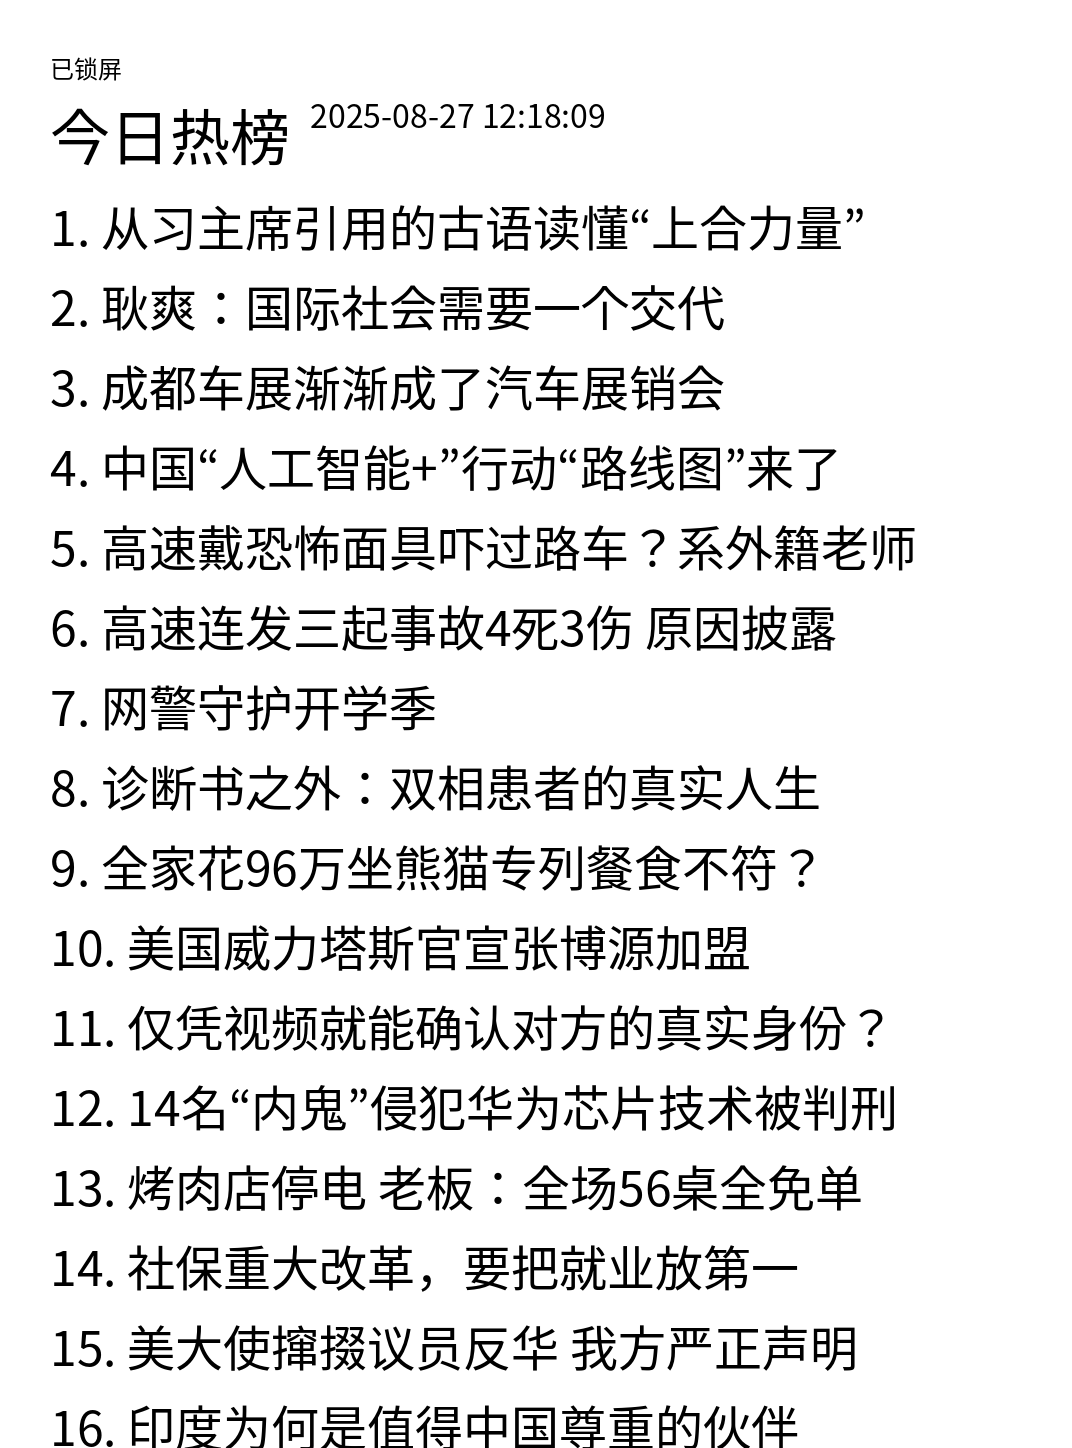 已锁屏
今日热榜 2025-08-27 12:18:09
1. 从习主席引用的古语读懂“上合力量”
2. 耿爽：国际社会需要一个交代
3. 成都车展渐渐成了汽车展销会
4. 中国“人工智能+”行动“路线图”来了
5. 高速戴恐怖面具吓过路车？系外籍老师
6. 高速连发三起事故4死3伤 原因披露
7. 网警守护开学季
8. 诊断书之外：双相患者的真实人生
9. 全家花96万坐熊猫专列餐食不符？
10. 美国威力塔斯官宣张博源加盟
11. 仅凭视频就能确认对方的真实身份？
12. 14名“内鬼”侵犯华为芯片技术被判刑
13. 烤肉店停电 老板：全场56桌全免单
14. 社保重大改革，要把就业放第一
15. 美大使撺掇议员反华 我方严正声明
16. 印度为何是值得中国尊重的伙伴